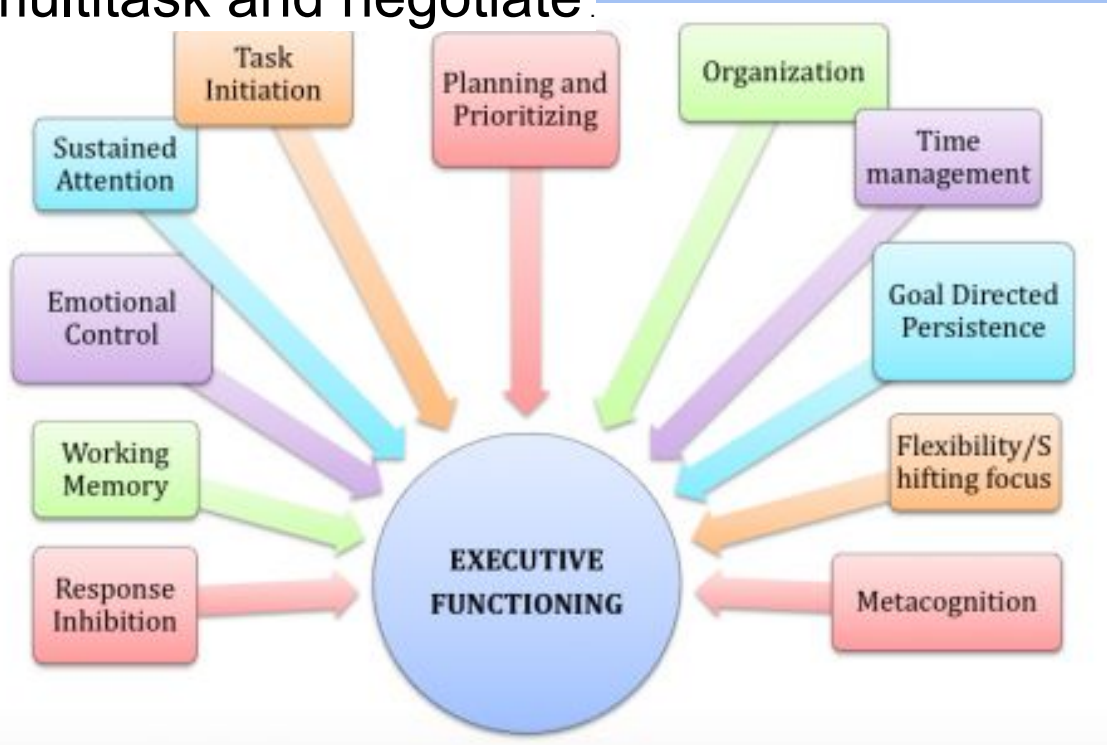 multitask and negotiate.
Task
Initiation
Planning and
Prioritizing
Organization
Sustained
Attention
Time
management
Emotional
Control
Goal Directed
Persistence
Working
Memory
Flexibility/S
hifting focus
Response
Inhibition
Metacognition
EXECUTIVE
FUNCTIONING